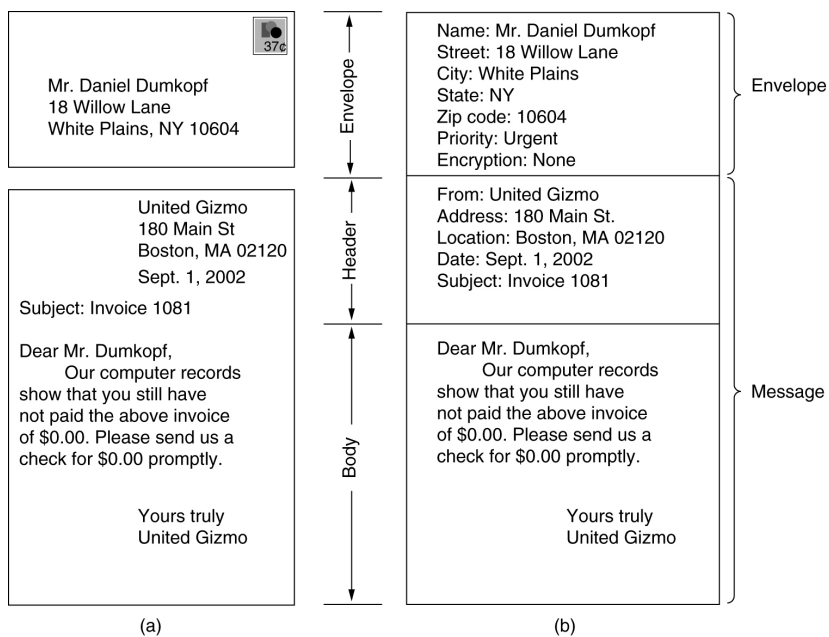 37¢
Mr. Daniel Dumkopf
18 Willow Lane
White Plains, NY 10604
United Gizmo
180 Main St
Boston, MA 02120
Sept. 1, 2002
Subject: Invoice 1081
Dear Mr. Dumkopf,
Our computer records
show that you still have
not paid the above invoice
of $0.00. Please send us a
check for $0.00 promptly.
Yours truly
United Gizmo
(a)
Envelope
Header
Body
Name: Mr. Daniel Dumkopf
Street: 18 Willow Lane
City: White Plains
State: NY
Zip code: 10604
Priority: Urgent
Encryption: None
From: United Gizmo
Address: 180 Main St.
Location: Boston, MA 02120
Date: Sept. 1, 2002
Subject: Invoice 1081
Dear Mr. Dumkopf,
Our computer records
show that you still have
not paid the above invoice
of $0.00. Please send us a
check for $0.00 promptly.
Yours truly
United Gizmo
(b)
Envelope
Message